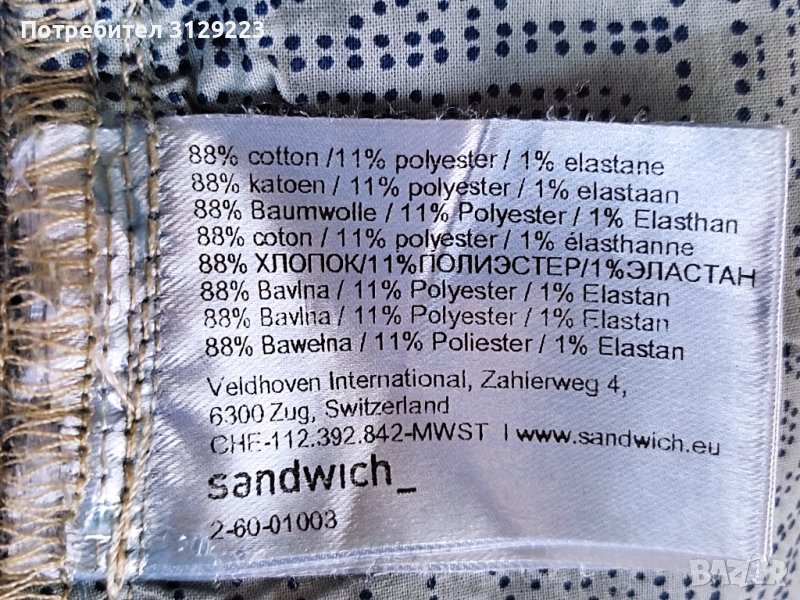 Потребител 3129223
88% cotton /11% polyester / 1% elastane
88% katoen / 11% polyester / 1% elastaan
88% Baumwolle / 11% Polyester / 1% Elasthan
88% coton / 11% polyester / 1% élasthanne
88% ХЛОПОК/11%ПОЛИЭСТЕР/1%ЭЛАСТАН
88% Bavlna / 11% Polyester / 1% Elastan
88% Bavlna / 11% Polyester / 1% Elastan
88% Bawełna / 11% Poliester / 1% Elastan
Veldhoven International, Zahlerweg 4,
6300 Zug, Switzerland
CHE-112.392.842-MWST | www.sandwich.eu
sandwich_
2-60-01003
BAZAR